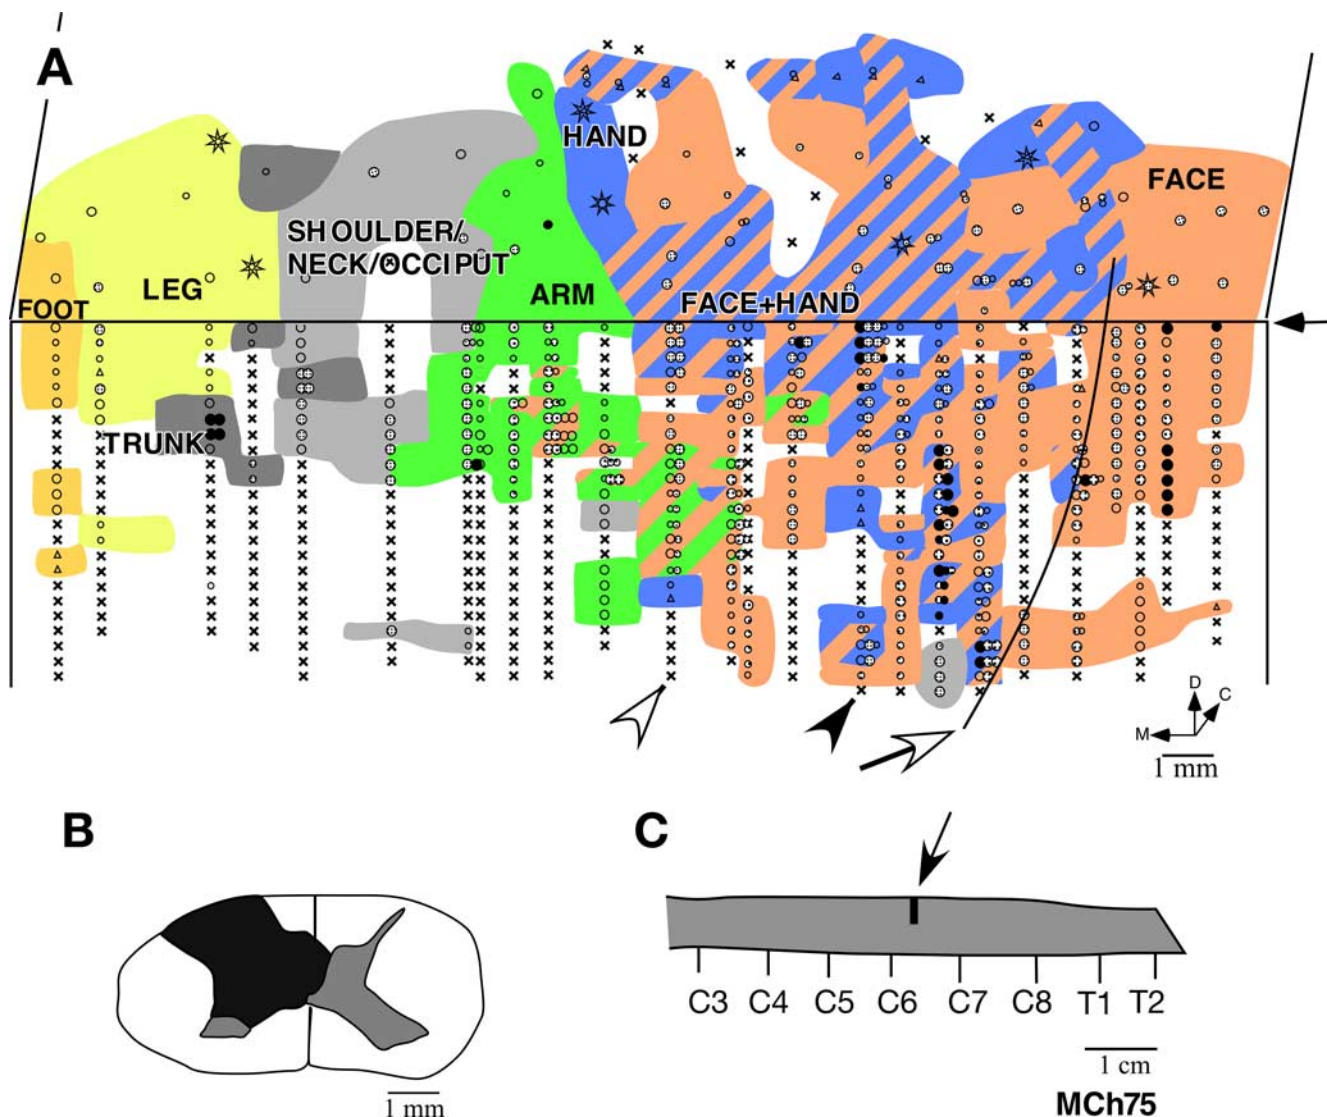 A
HAND
FACE
SHOULDER/
NECK/OCCIPUT
LEG
FOOT
ARM
FACE+HAND
TRUNK
D
C
M
1 mm
B
C
C3 C4 C5 C6 C7 C8 T1 T2
1 mm
1 cm
MCh75